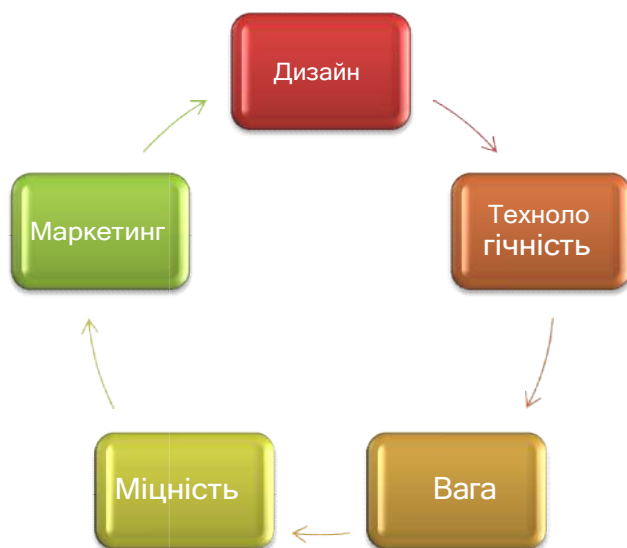 Дизайн
Техноло
гічність
Вага
Міцність
Маркетинг